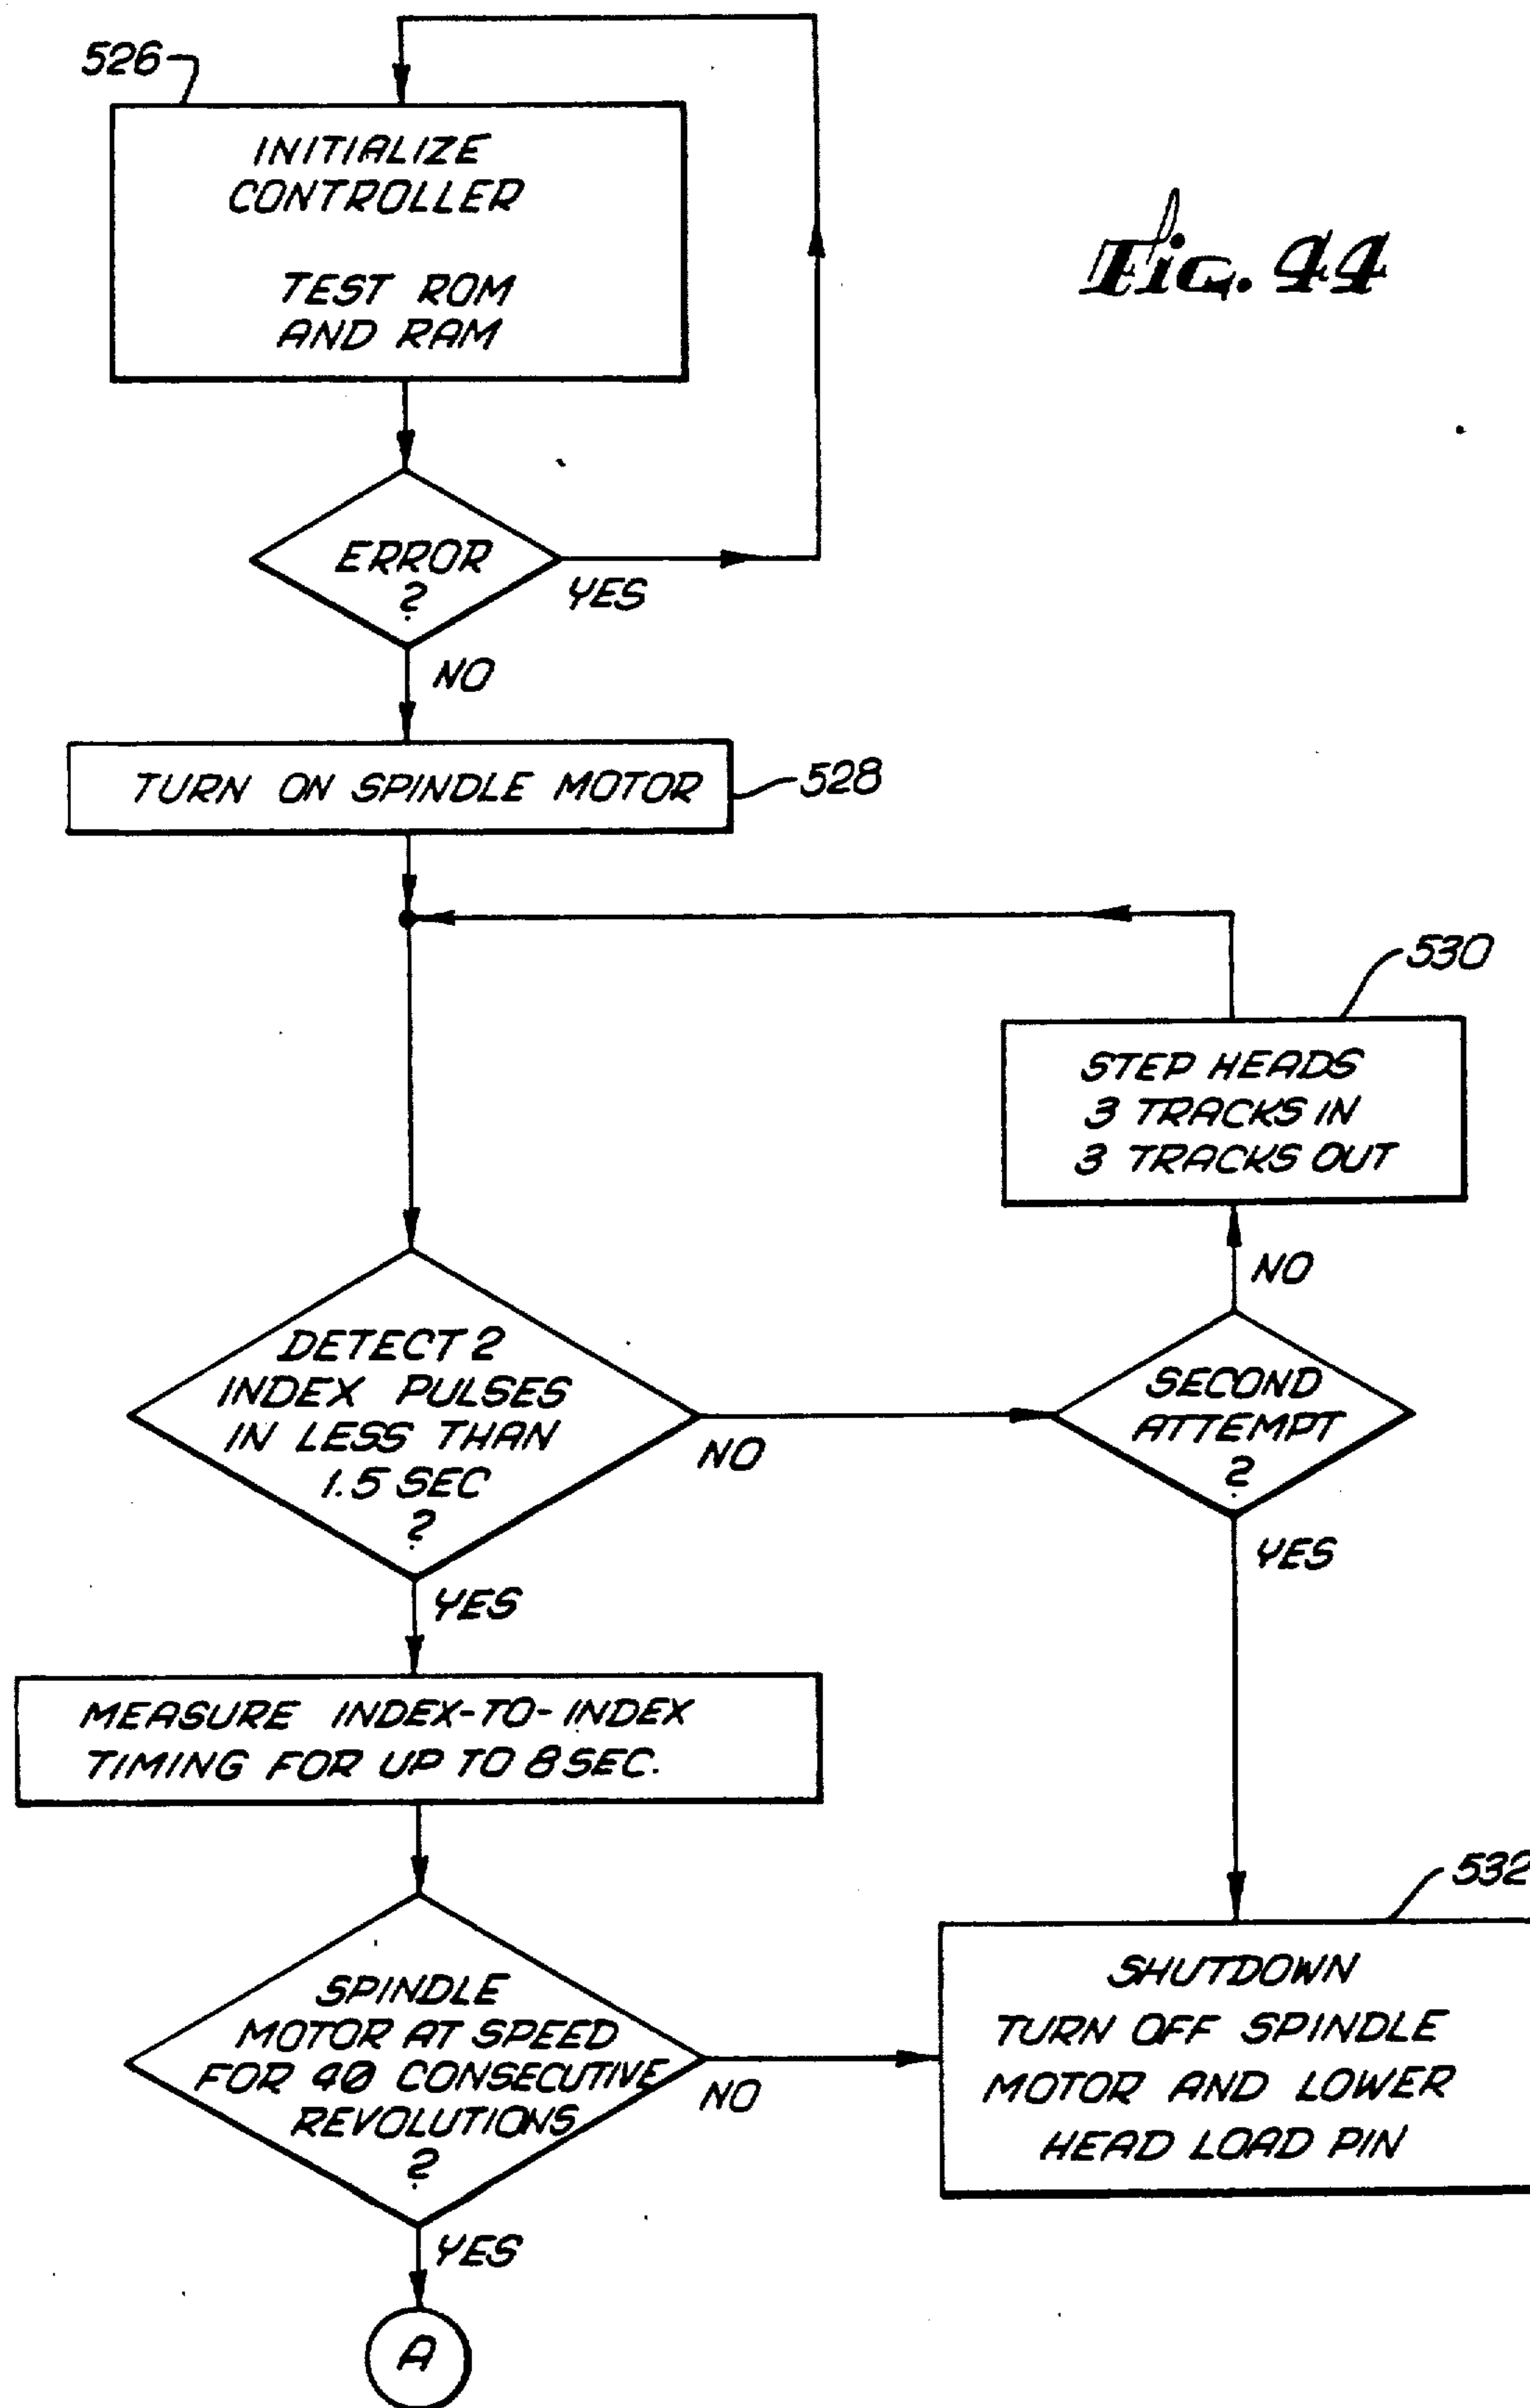 526
INITIALIZE
CONTROLLER
TEST ROM
AND RAM
Fig. 44
ERROR
?
YES
NO
TURN ON SPINDLE MOTOR
528
530
STEP HEADS
3 TRACKS IN
3 TRACKS OUT
NO
DETECT 2
INDEX PULSES
IN LESS THAN
1.5 SEC
?
NO
SECOND
ATTEMPT
?
YES
YES
MEASURE INDEX-TO-INDEX
TIMING FOR UP TO 8 SEC.
532
SPINDLE
MOTOR AT SPEED
FOR 40 CONSECUTIVE
REVOLUTIONS
?
NO
SHUTDOWN
TURN OFF SPINDLE
MOTOR AND LOWER
HEAD LOAD PIN
YES
A